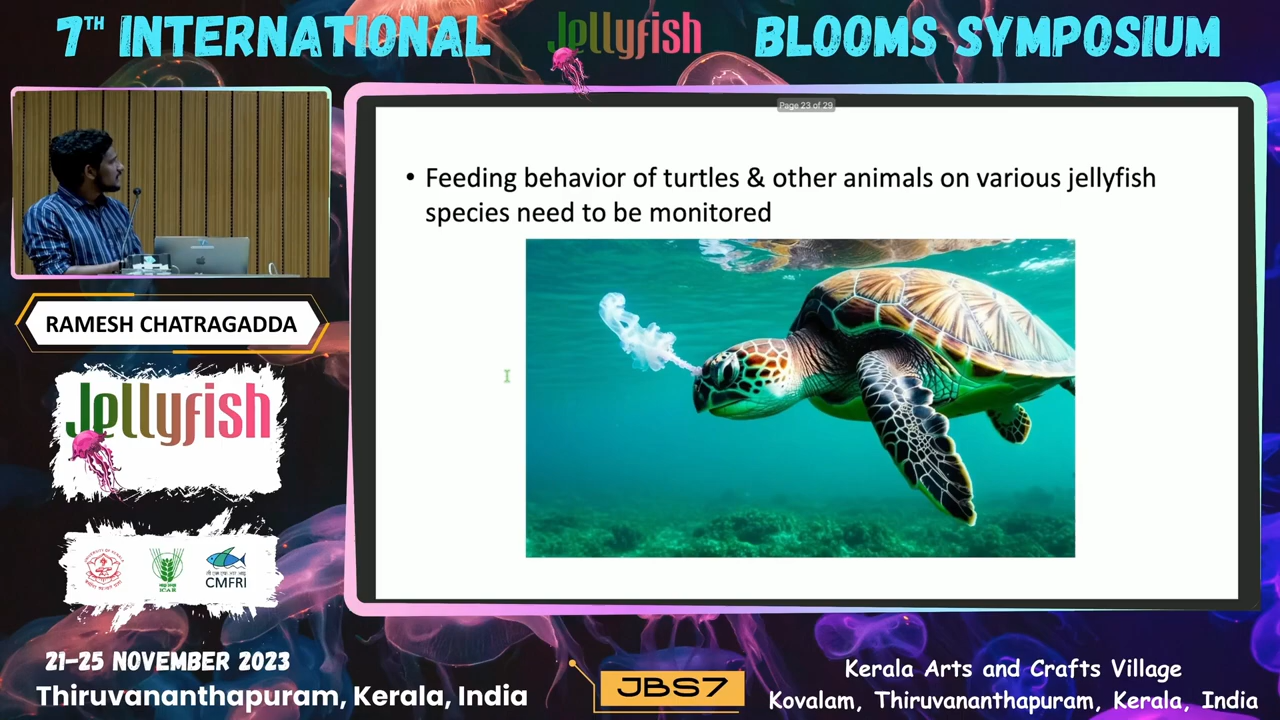 7TH INTERNATIONAL Jellyfish BLOOMS SYMPOSIUM
Page 23 of 29
• Feeding behavior of turtles & other animals on various jellyfish
species need to be monitored
RAMESH CHATRAGADDA
Jellyfish
ICAR
CMFRI
21-25 NOVEMBER 2023
Thiruvananthapuram, Kerala, India
JBS7
Kerala Arts and Crafts Village
Kovalam, Thiruvananthapuram, Kerala, India